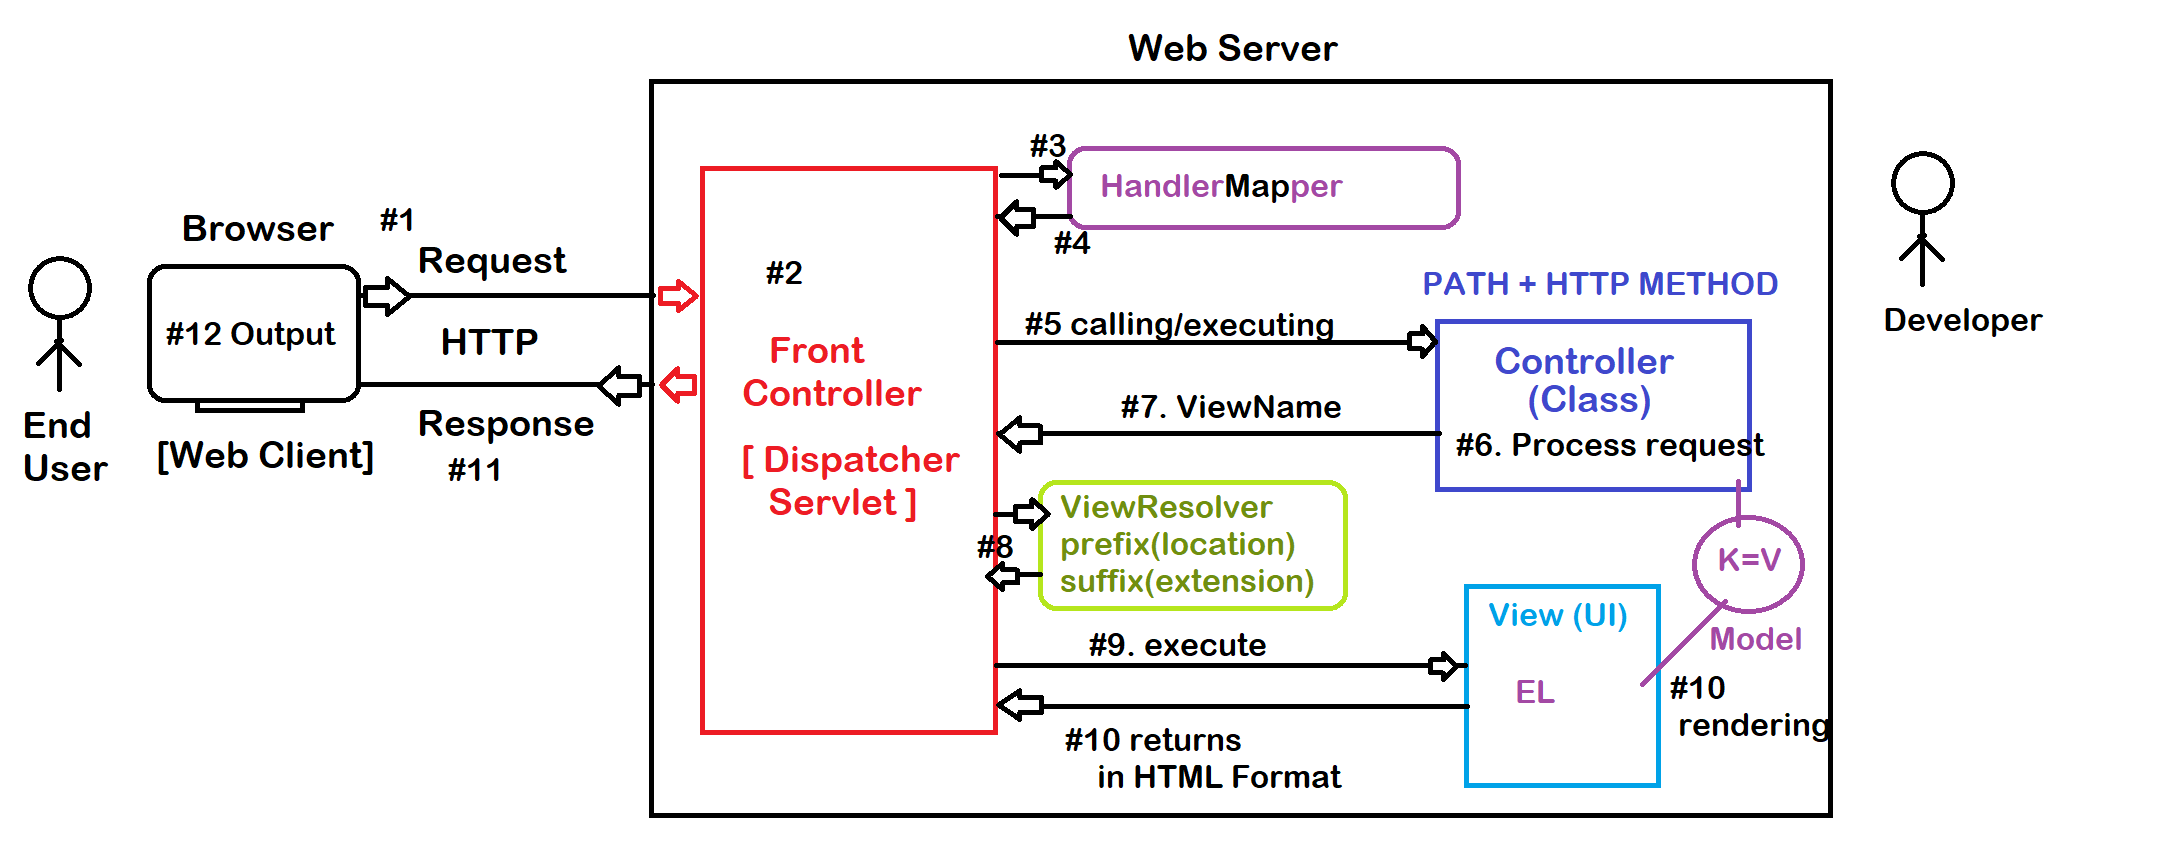 Web Server
#3
HandlerMapper
#4
Browser
#1
Request
#2
PATH + HTTP METHOD
Developer
#12 Output
HTTP
#5 calling/executing
Front
Controller
Controller
(Class)
#7. ViewName
#6. Process request
End
User
[Web Client]
Response
#11
[ Dispatcher
Servlet ]
ViewResolver
prefix(location)
suffix(extension)
#8
K=V
Model
View (UI)
#9. execute
EL
#10
rendering
#10 returns
in HTML Format